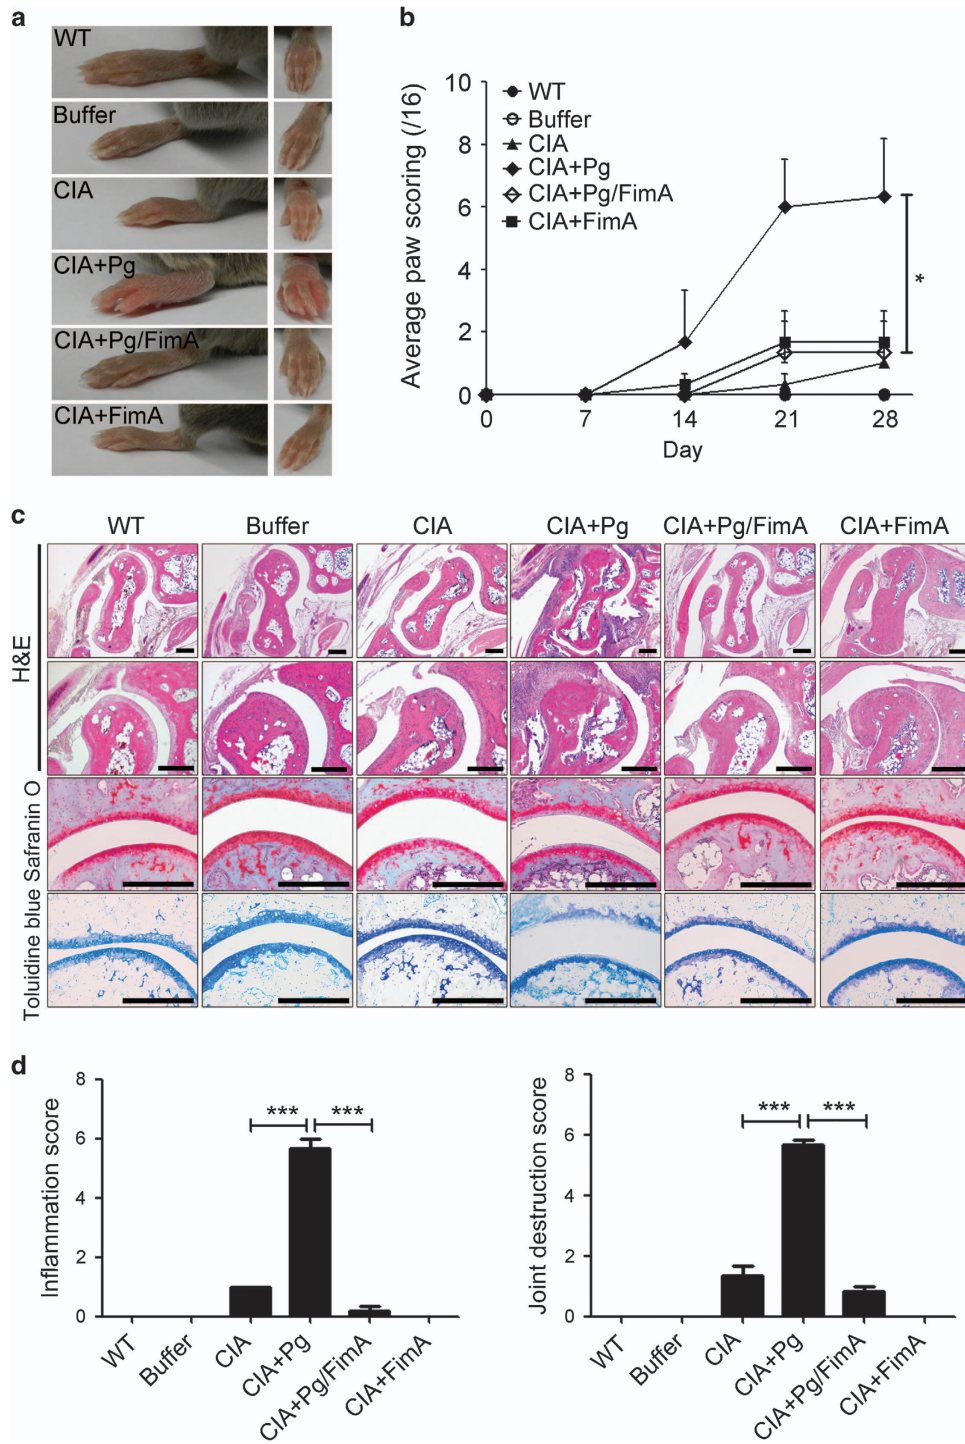 a
WT
Buffer
CIA
CIA+Pg
CIA+Pg/FimA
CIA+FimA
b
Average paw scoring (/16)
10
8
6
4
2
0
WT
Buffer
CIA
CIA+Pg
CIA+Pg/FimA
CIA+FimA
*
0 7 14 21 28
Day
c
WT Buffer CIA CIA+Pg CIA+Pg/FimA CIA+FimA
H&E
Safranin O
Toluidine blue
d
Inflammation score
8
6
4
2
0
*** ***
WT Buffer CIA CIA+Pg CIA+Pg/FimA CIA+FimA
Joint destruction score
8
6
4
2
0
*** ***
WT Buffer CIA CIA+Pg CIA+Pg/FimA CIA+FimA